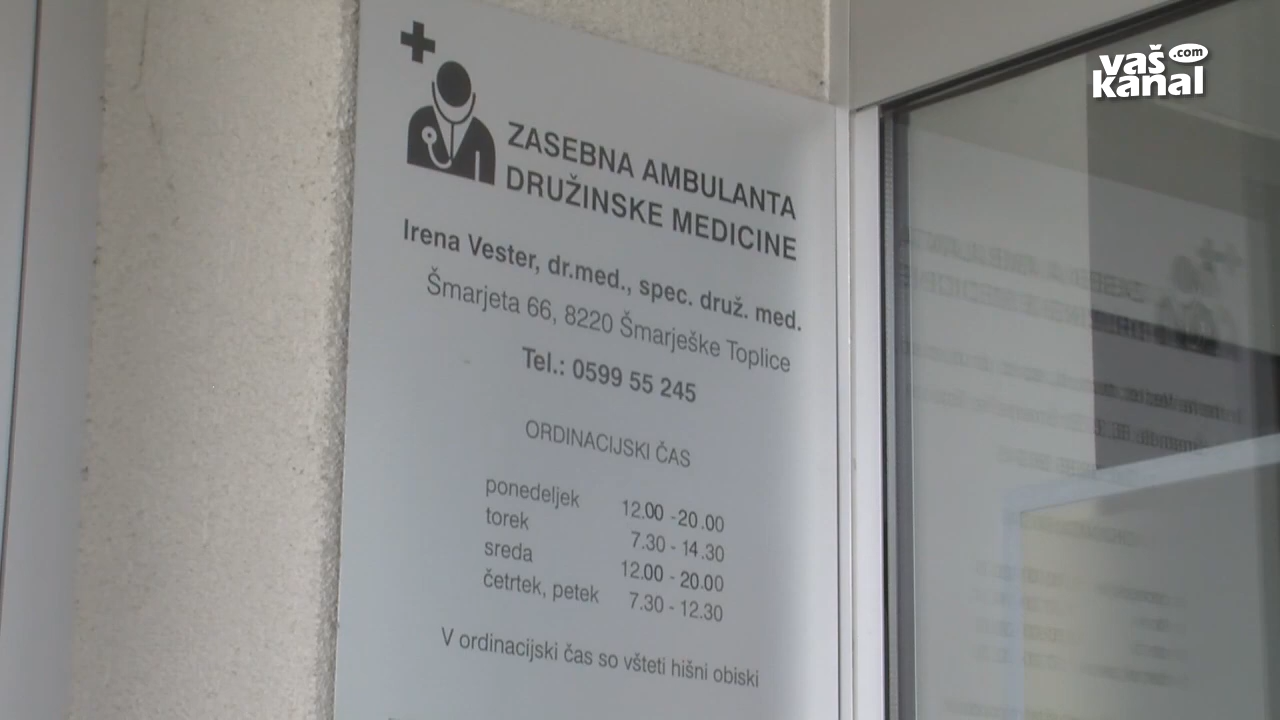 vaš .com
kanal
ZASEBNA AMBULANTA
DRUŽINSKE MEDICINE
Irena Vester, dr.med., spec. druž. med.
Šmarjeta 66, 8220 Šmarješke Toplice
Tel.: 0599 55 245
ORDINACIJSKI ČAS
ponedeljek 12.00 - 20.00
torek 7.30 - 14.30
sreda 12.00 - 20.00
četrtek, petek 7.30 - 12.30
V ordinacijski čas so všteti hišni obiski